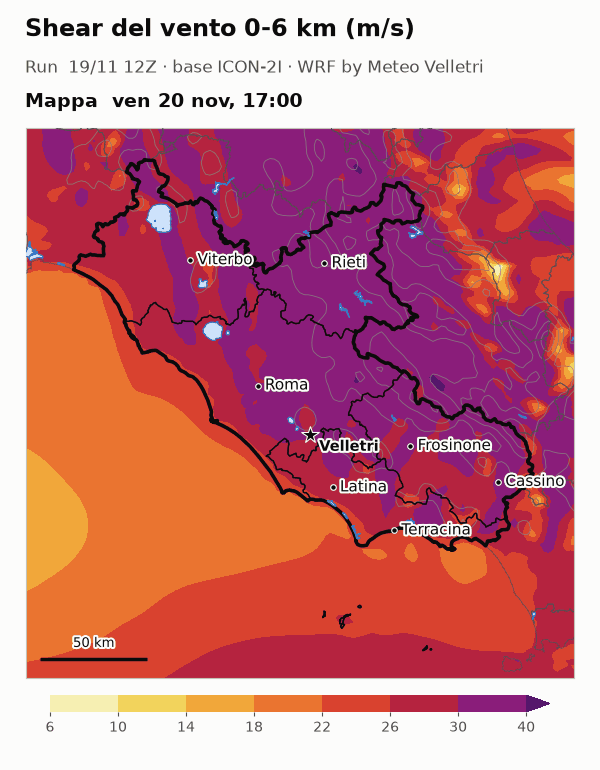 Shear del vento 0-6 km (m/s)
Run  19/11 12Z · base ICON-2I · WRF by Meteo Velletri
Mappa  ven 20 nov, 17:00
Viterbo
Rieti
Roma
Velletri
Frosinone
Cassino
Latina
Terracina
50 km
6 10 14 18 22 26 30 40